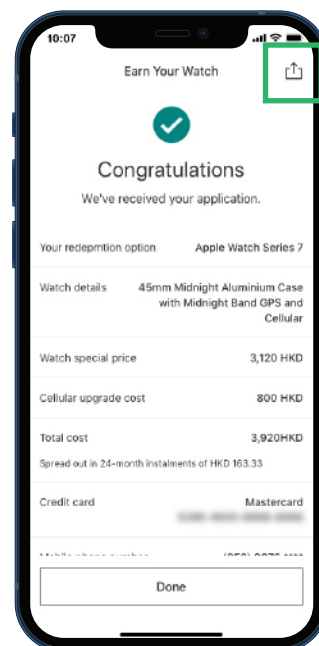 10:07
Earn Your Watch
Congratulations
We've received your application.
Your redepmtion option Apple Watch Series 7
Watch details 45mm Midnight Aluminium Case
with Midnight Band GPS and
Cellular
Watch special price 3,120 HKD
Cellular upgrade cost 800 HKD
Total cost 3,920HKD
Spread out in 24-month instalments of HKD 163.33
Credit card Mastercard
Mobile phone number
Done